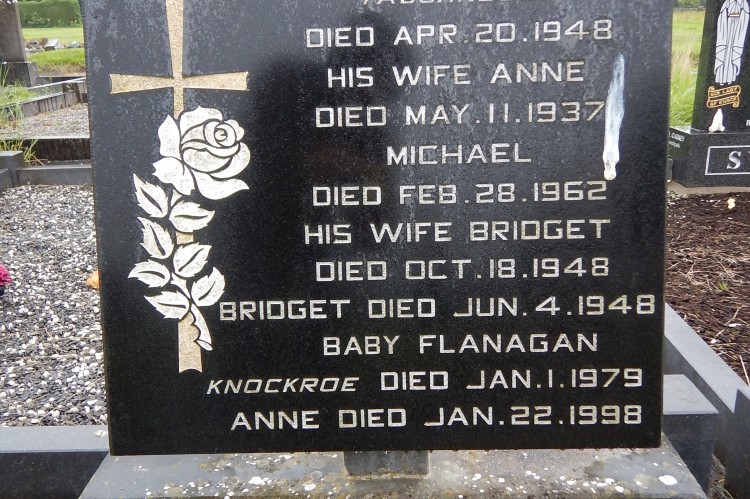 DIED APR.20.1948
HIS WIFE ANNE
DIED MAY.11.1937
MICHAEL
DIED FEB.28.1962
HIS WIFE BRIDGET
DIED OCT.18.1948
BRIDGET DIED JUN.4.1948
BABY FLANAGAN
KNOCKROE DIED JAN.1.1979
ANNE DIED JAN.22.1998